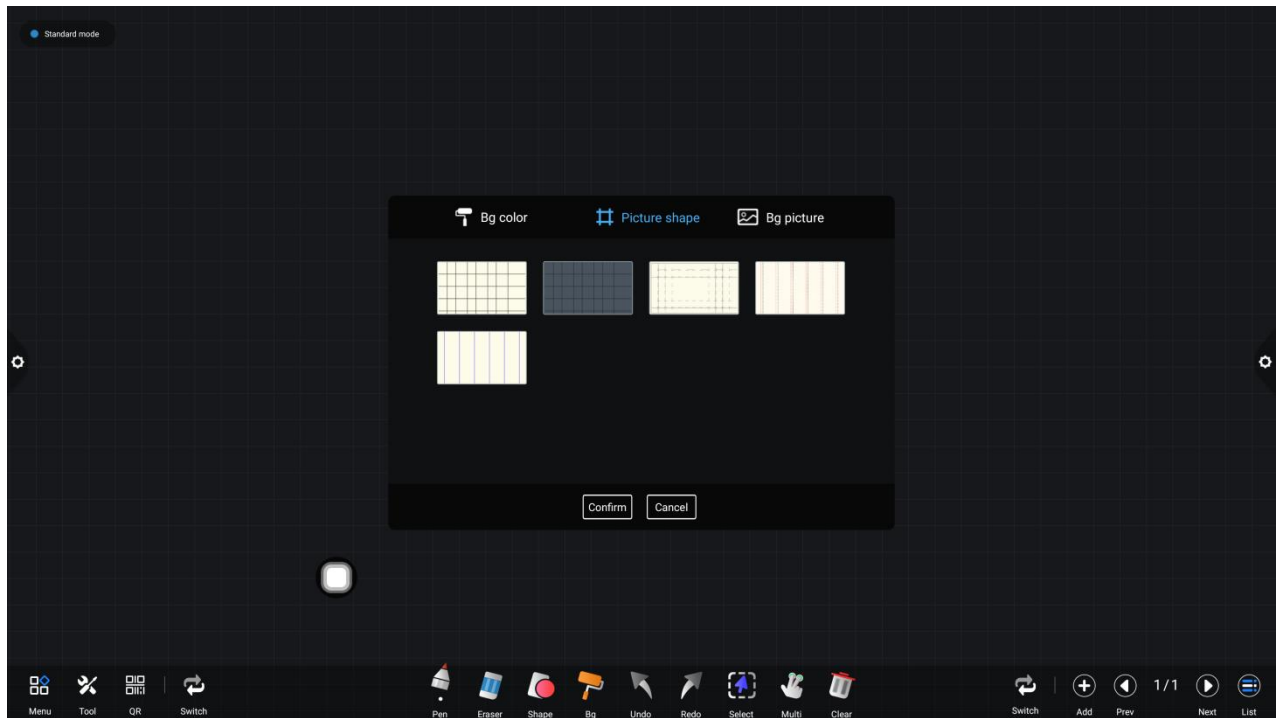 Standard mode
Bg color
Picture shape
Bg picture
Confirm
Cancel
1/1
Menu
Tool
QR
Switch
Pen
Eraser
Shape
Bg
Undo
Redo
Select
Multi
Clear
Switch
Add
Prev
Next
List